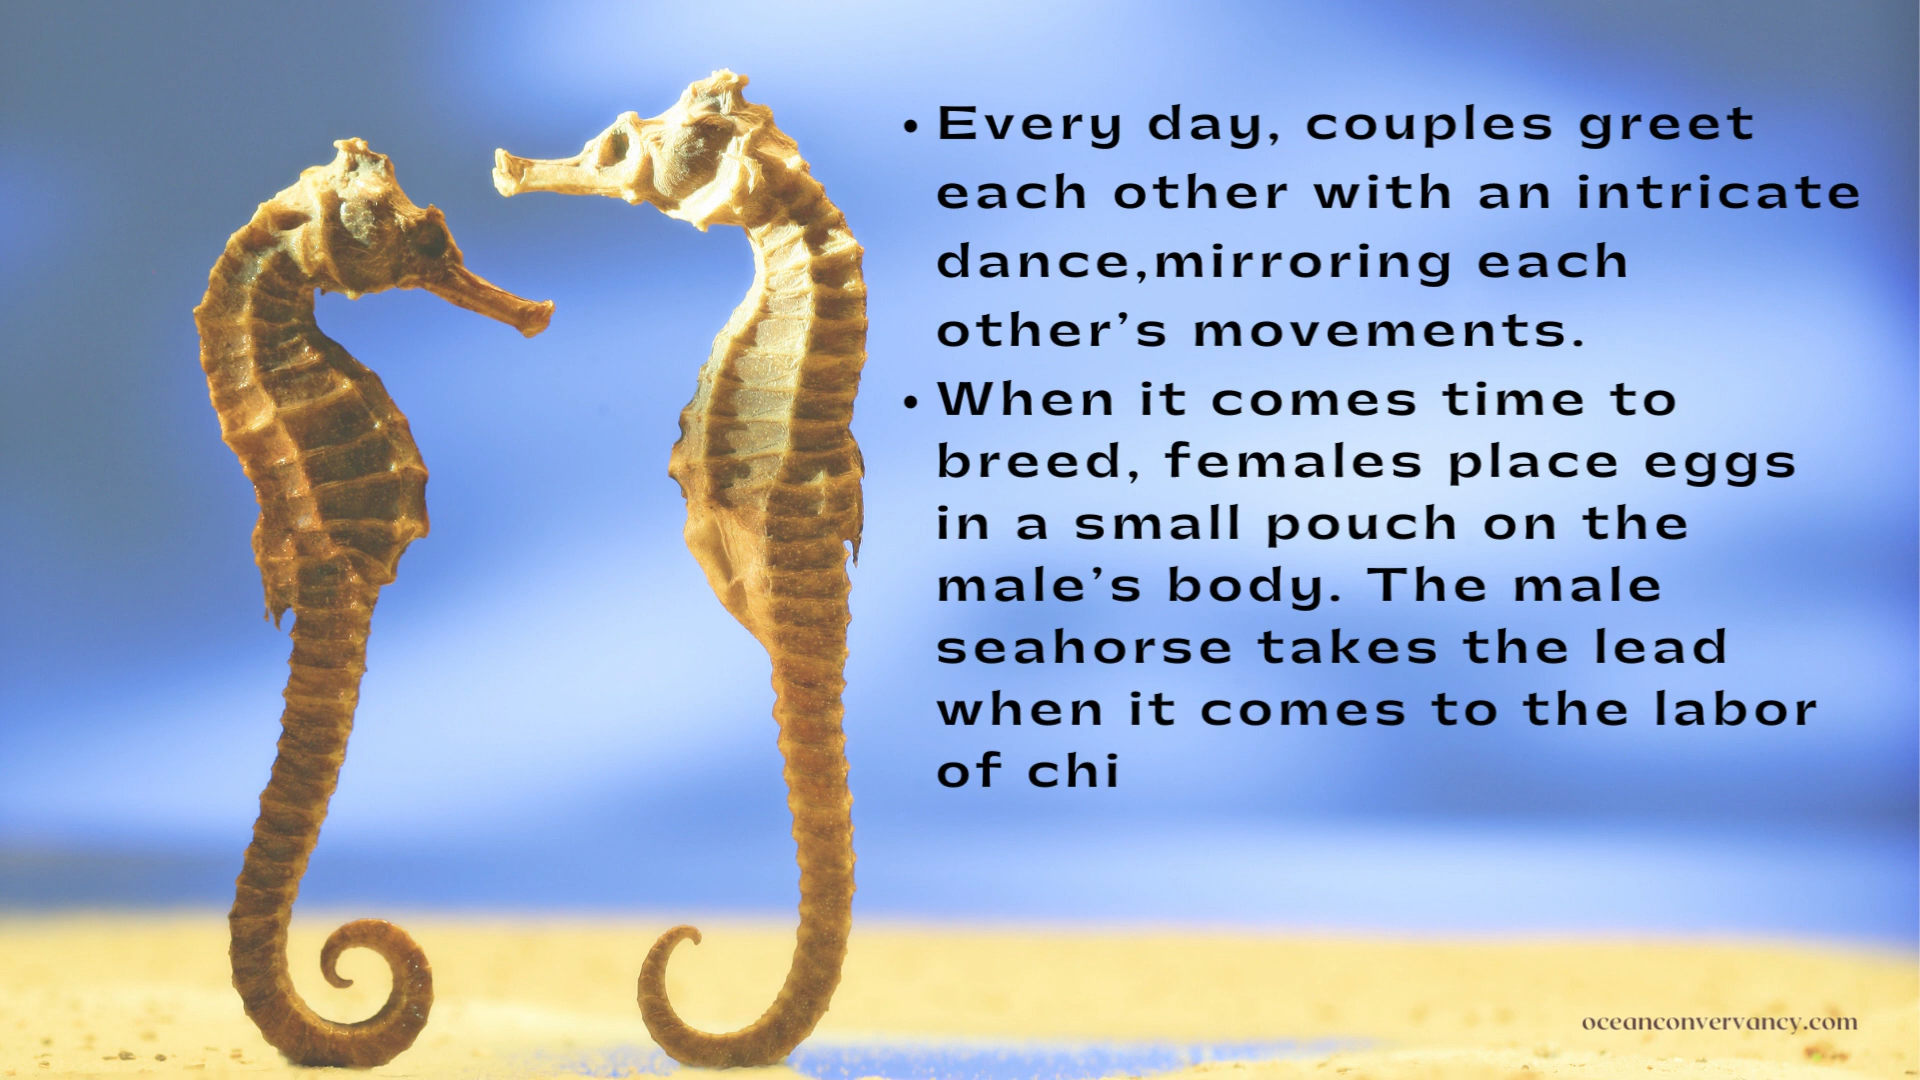 • Every day, couples greet
each other with an intricate
dance,mirroring each
other’s movements.
• When it comes time to
breed, females place eggs
in a small pouch on the
male’s body. The male
seahorse takes the lead
when it comes to the labor
of chi
oceanconvervancy.com